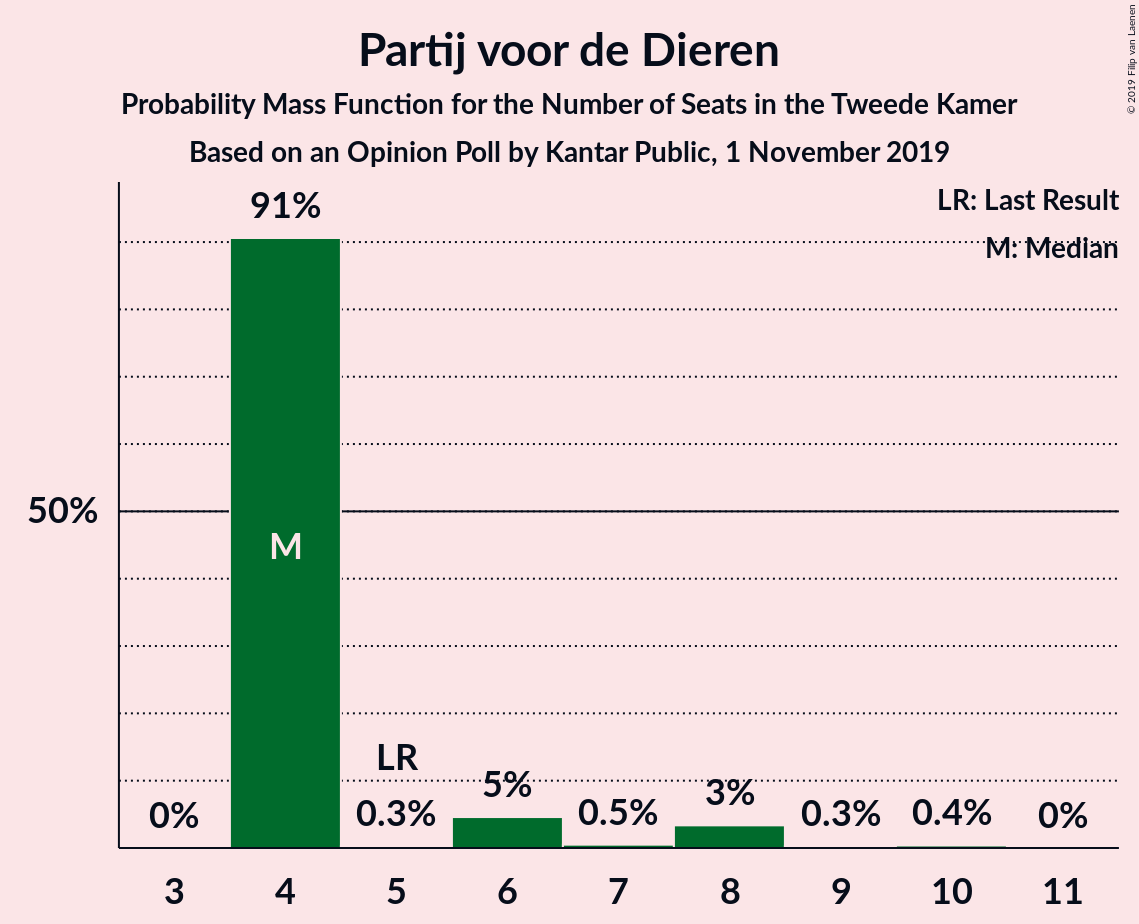 Partij voor de Dieren
Probability Mass Function for the Number of Seats in the Tweede Kamer
Based on an Opinion Poll by Kantar Public, 1 November 2019
© 2019 Filip van Laenen
LR: Last Result
M: Median
91%
50%
M
LR
0%
0.3%
5%
0.5%
3%
0.3%
0.4%
0%
3 4 5 6 7 8 9 10 11